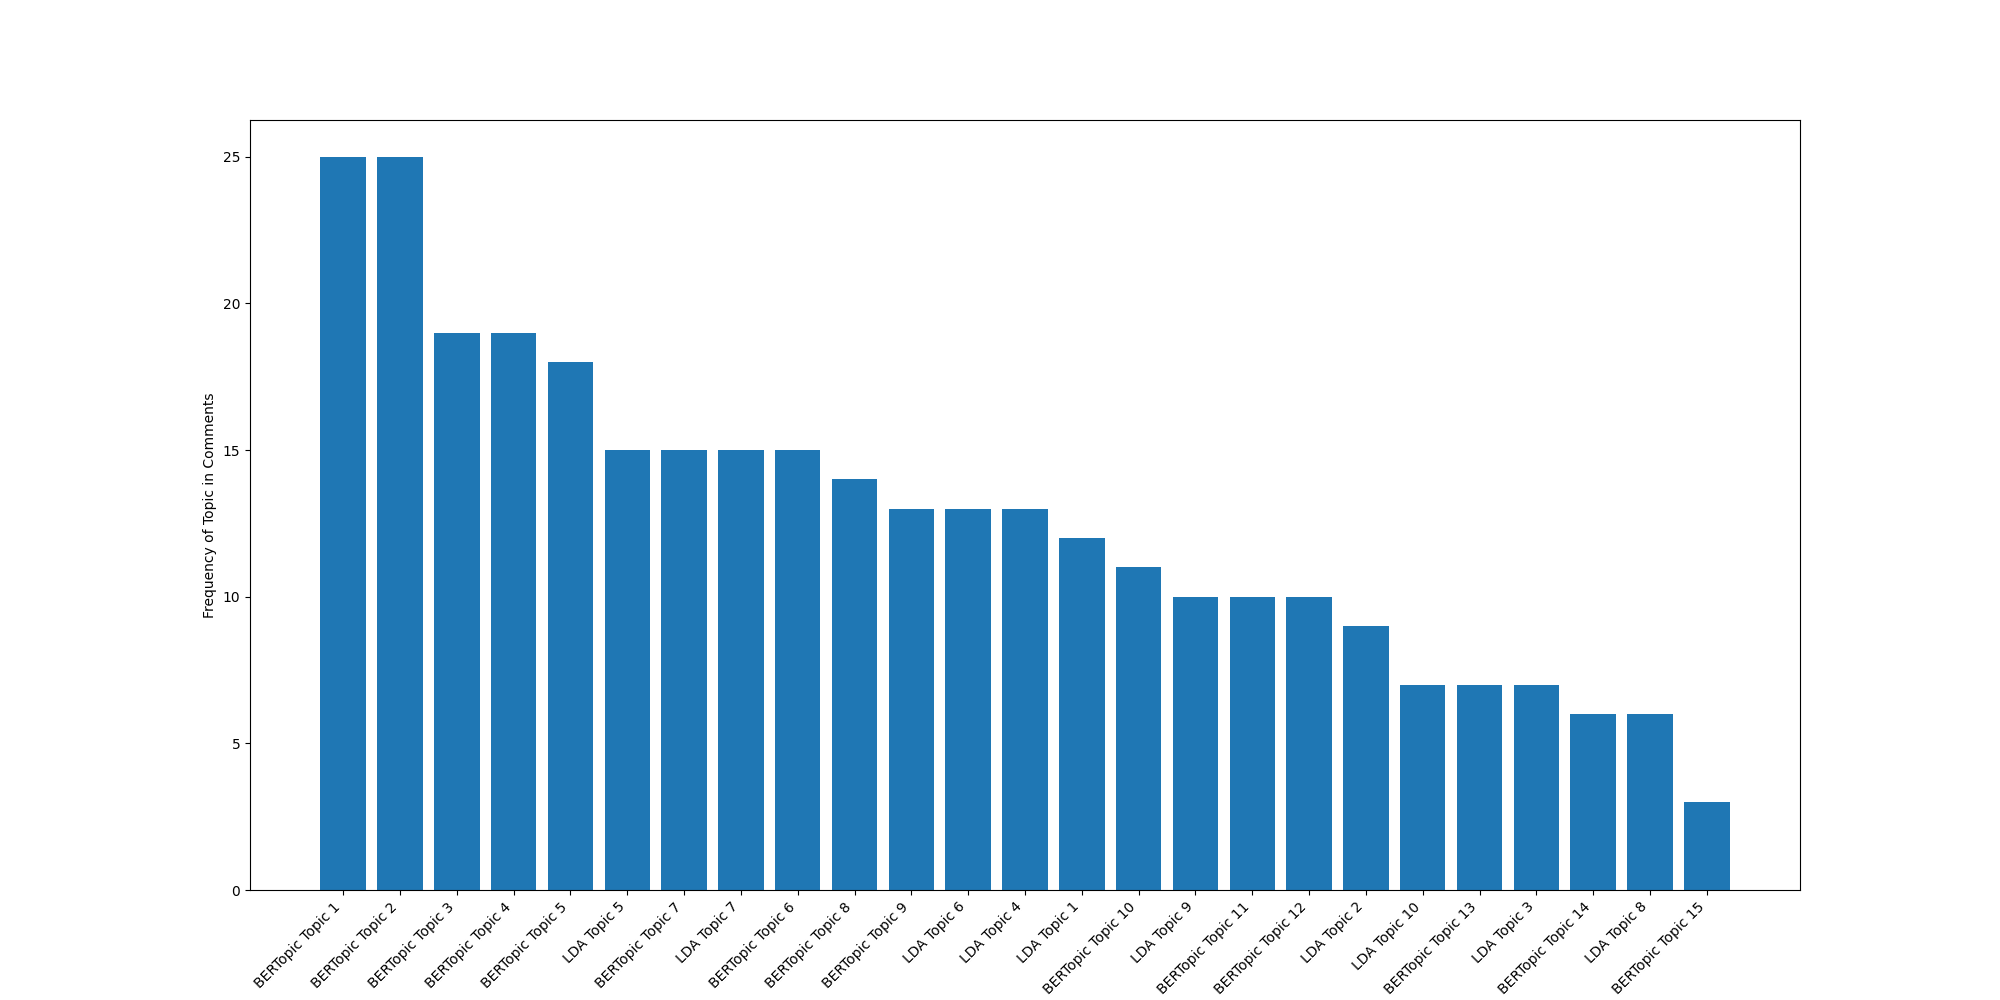 Frequency of Topic in Comments
25
20
15
10
5
0
BERTopic Topic 1
BERTopic Topic 2
BERTopic Topic 3
BERTopic Topic 4
BERTopic Topic 5
LDA Topic 5
BERTopic Topic 7
LDA Topic 7
BERTopic Topic 6
BERTopic Topic 8
BERTopic Topic 9
LDA Topic 6
LDA Topic 4
LDA Topic 1
BERTopic Topic 10
LDA Topic 9
BERTopic Topic 11
BERTopic Topic 12
LDA Topic 2
LDA Topic 10
BERTopic Topic 13
LDA Topic 3
BERTopic Topic 14
LDA Topic 8
BERTopic Topic 15